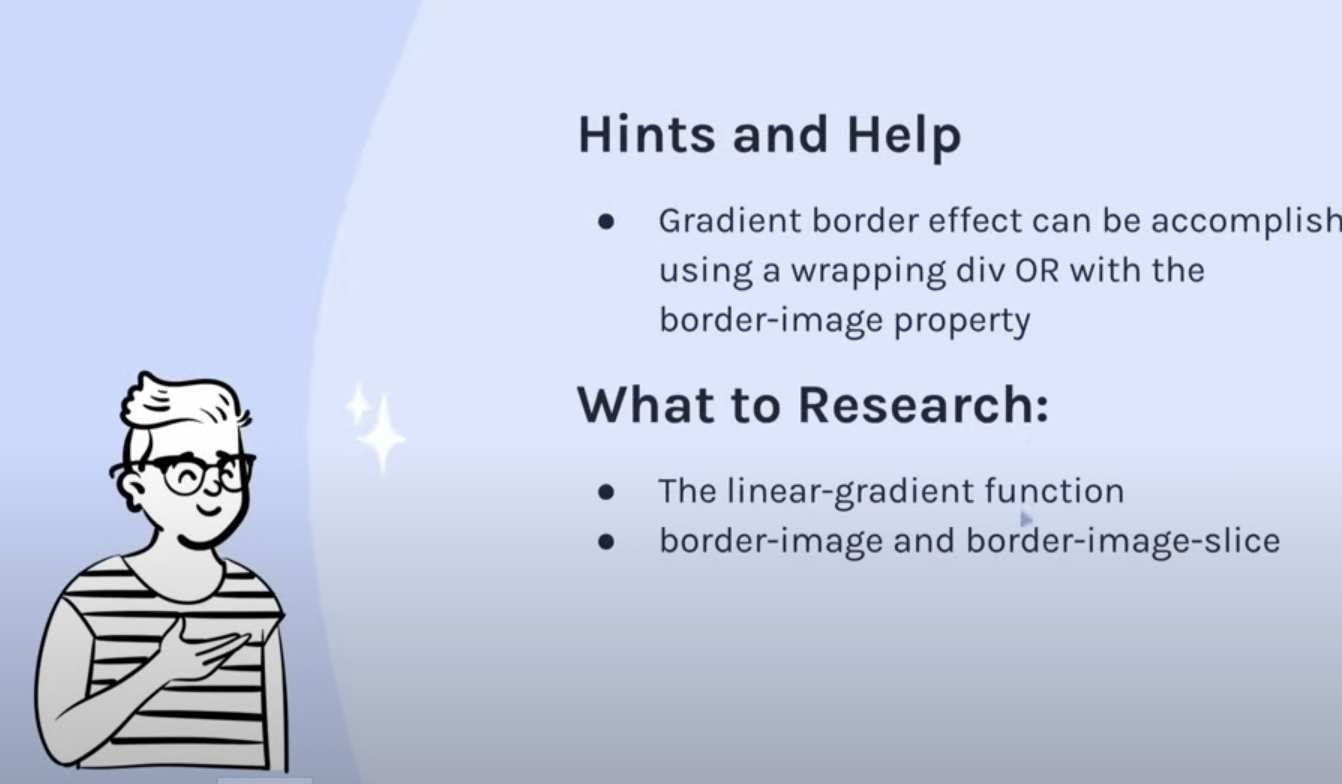 Hints and Help
● Gradient border effect can be accomplish
using a wrapping div OR with the
border-image property
What to Research:
● The linear-gradient function
● border-image and border-image-slice